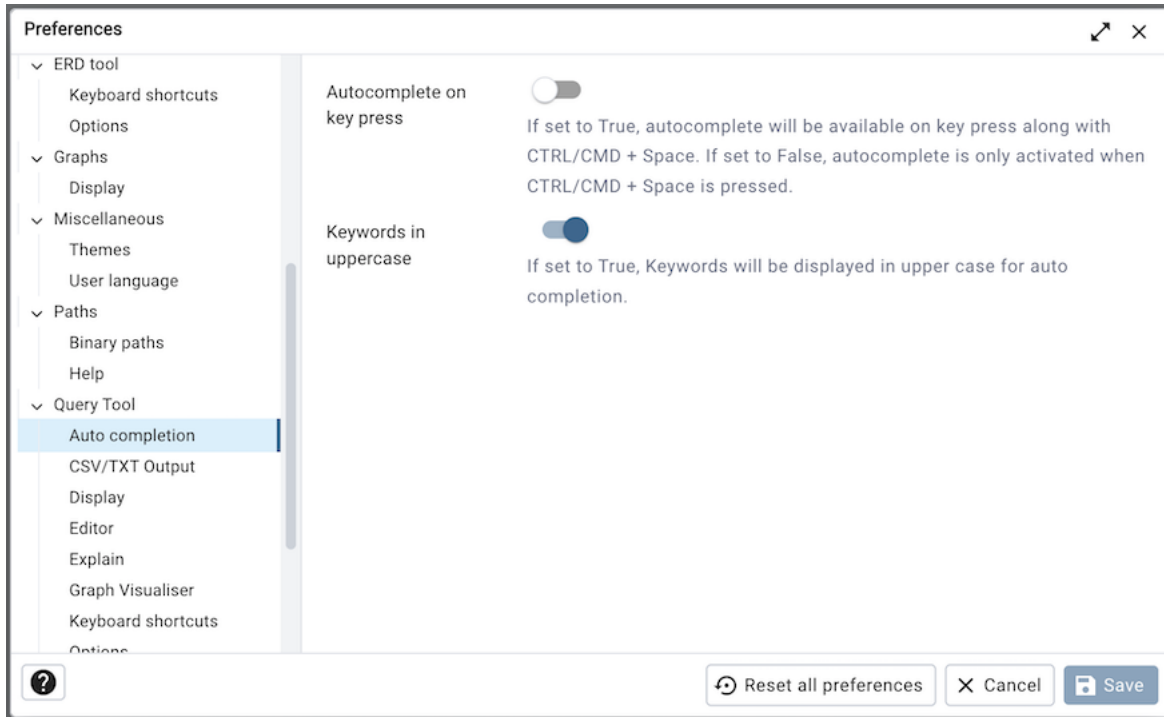 Preferences
ERD tool
Keyboard shortcuts
Options
Graphs
Display
Miscellaneous
Themes
User language
Paths
Binary paths
Help
Query Tool
Auto completion
CSV/TXT Output
Display
Editor
Explain
Graph Visualiser
Keyboard shortcuts
Options
Autocomplete on
key press
If set to True, autocomplete will be available on key press along with
CTRL/CMD + Space. If set to False, autocomplete is only activated when
CTRL/CMD + Space is pressed.
Keywords in
uppercase
If set to True, Keywords will be displayed in upper case for auto
completion.
?
Reset all preferences
Cancel
Save